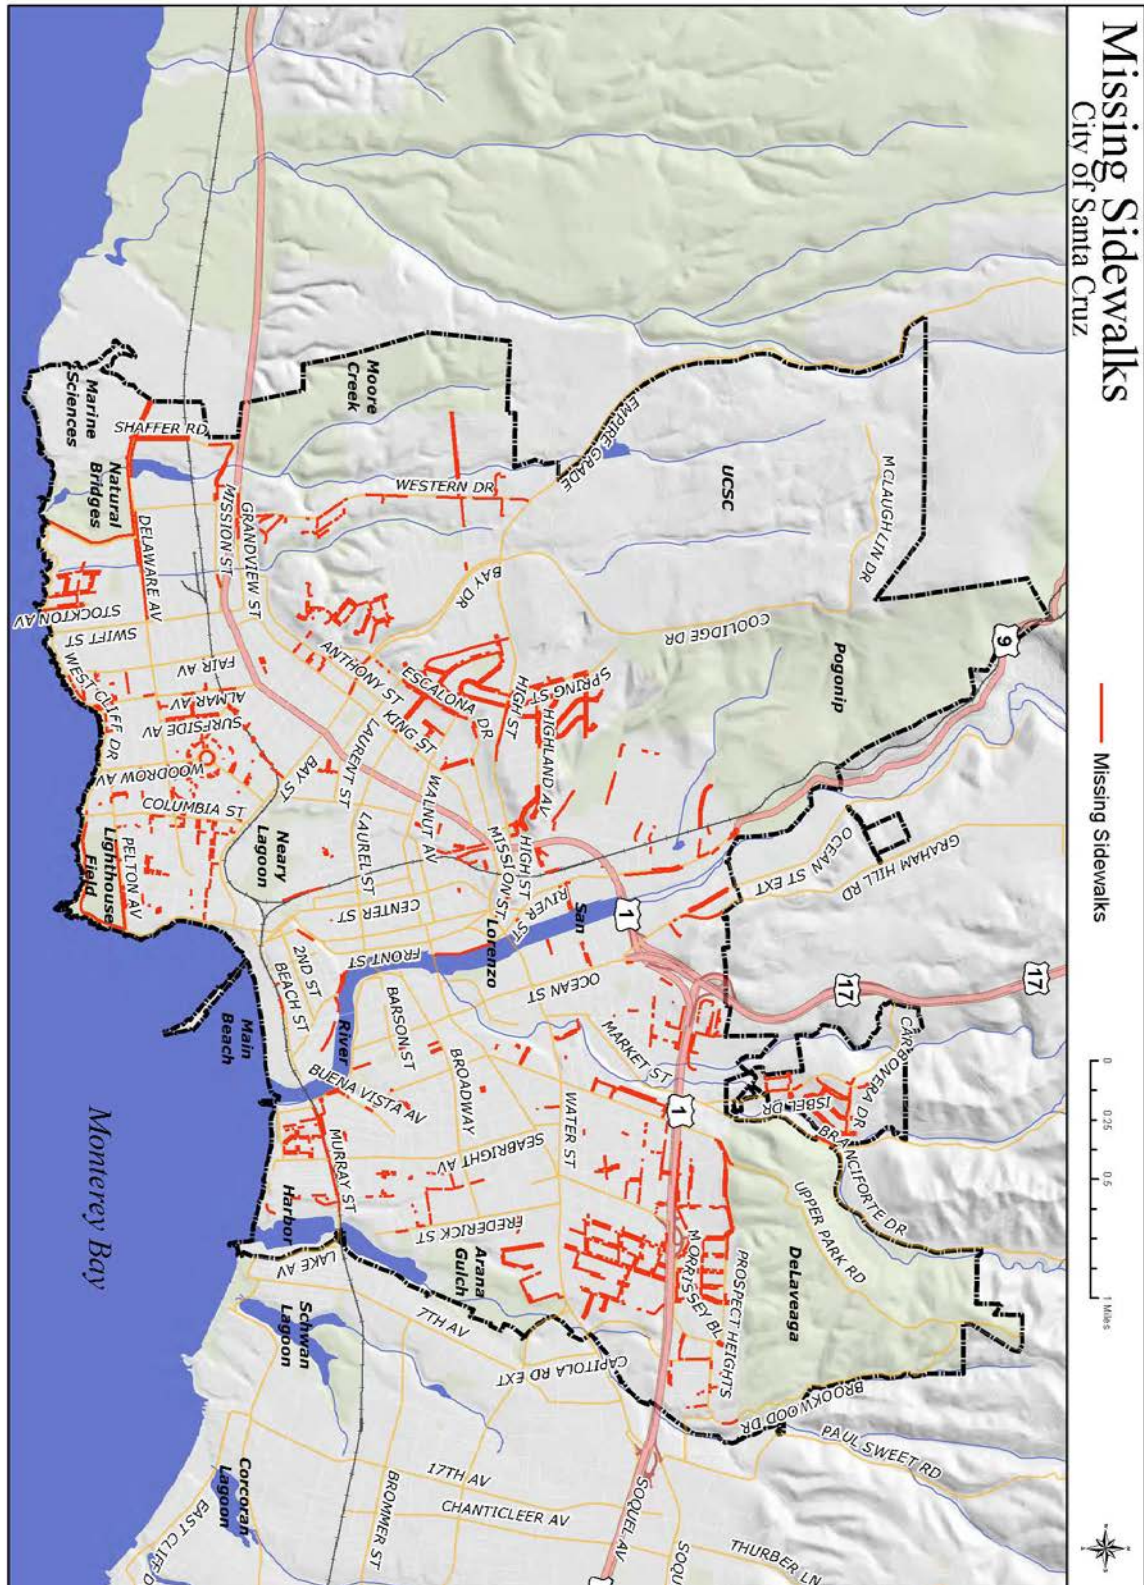 Missing Sidewalks
City of Santa Cruz
Missing Sidewalks
0
0.25
0.5
1 Miles
9
17
17
1
1
EMPIRE GRADE
UCSC
MCLAUGHLIN DR
COOLIDGE DR
Pogonip
OCEAN ST EXT
GRAHAM HILL RD
CARBONERA DR
ISBEL DR
BRANCIFORTE DR
UPPER PARK RD
DeLaveaga
PROSPECT HEIGHTS
MORRISSEY BL
BROOKWOOD DR
PAUL SWEET RD
Moore
Creek
WESTERN DR
BAY DR
SPRING ST
HIGH ST
HIGHLAND AV
ESCALONA DR
ANTHONY ST
KING ST
LAURENT ST
WALNUT AV
MISSION ST
HIGH ST
RIVER ST
San
Lorenzo
River
OCEAN ST
MARKET ST
WATER ST
SHAFFER RD
Marine
Sciences
Natural
Bridges
GRANDVIEW ST
MISSION ST
DELAWARE AV
STOCKTON AV
SWIFT ST
FAIR AV
WEST CLIFF DR
ALMAR AV
SURFSIDE AV
WOODROW AV
COLUMBIA ST
BAY ST
Neary
Lagoon
LAUREL ST
CENTER ST
PELTON AV
Lighthouse
Field
FRONT ST
2ND ST
BEACH ST
Main
Beach
BARSON ST
BROADWAY
BUENA VISTA AV
SEABRIGHT AV
MURRAY ST
FREDERICK ST
Harbor
Arana
Gulch
LAKE AV
7TH AV
CAPITOLA RD EXT
Schwan
Lagoon
17TH AV
CHANTICLEER AV
BROMMER ST
SOQUEL AV
SOQU
THURBER LN
Corcoran
Lagoon
EAST CLIFF D
Monterey Bay